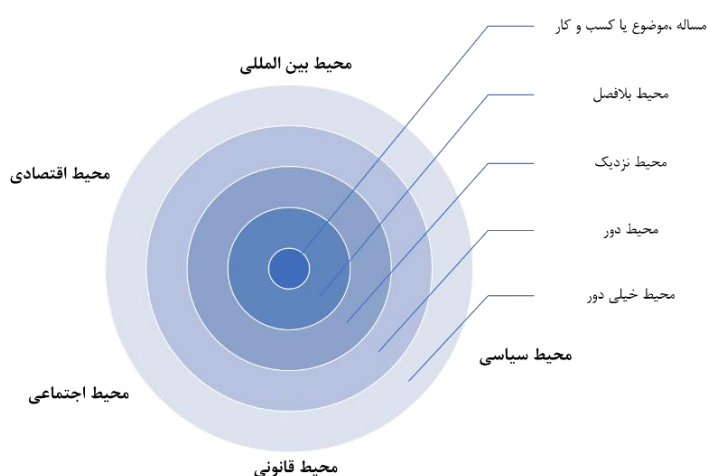 مساله ،موضوع یا کسب و کار
محیط بین المللی
محیط بلافصل
محیط نزدیک
محیط اقتصادی
محیط دور
محیط خیلی دور
محیط سیاسی
محیط اجتماعی
محیط قانونی